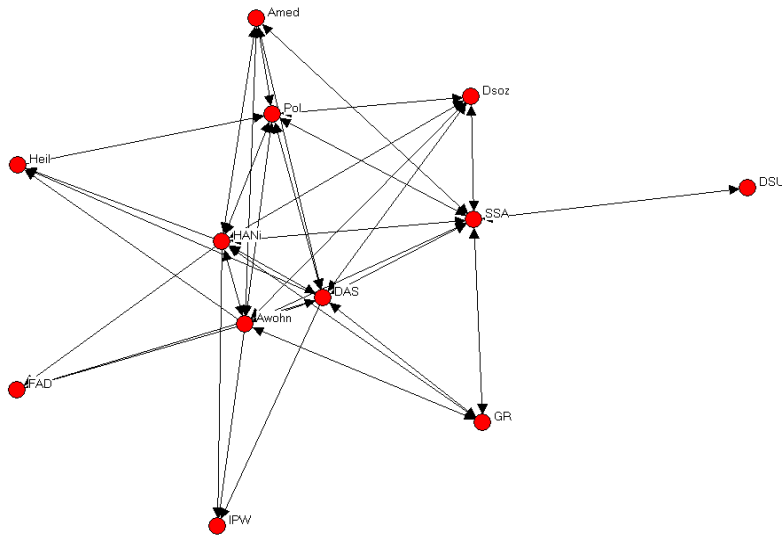 Amed
Dsoz
Pol
Heil
DSU
SSA
HANi
DAS
Awohn
FAD
GR
IPW